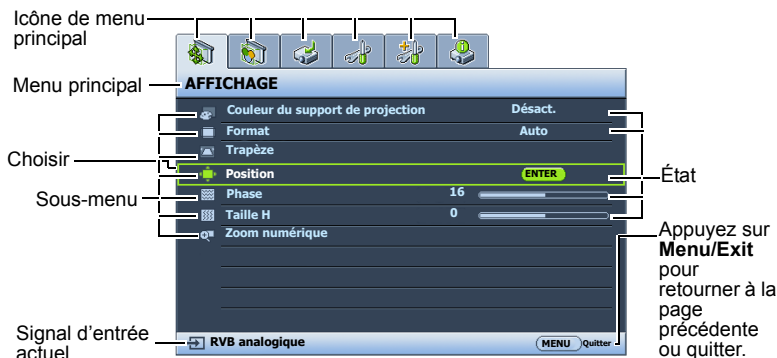 Icône de menu
principal
Menu principal
AFFICHAGE
Couleur du support de projection Désact.
Format Auto
Trapèze
Choisir
Position ENTER
État
Sous-menu
Phase 16
Taille H 0
Zoom numérique
Appuyez sur
Menu/Exit
pour
retourner à la
page
précédente
ou quitter.
Signal d’entrée
actuel
RVB analogique MENU Quitter